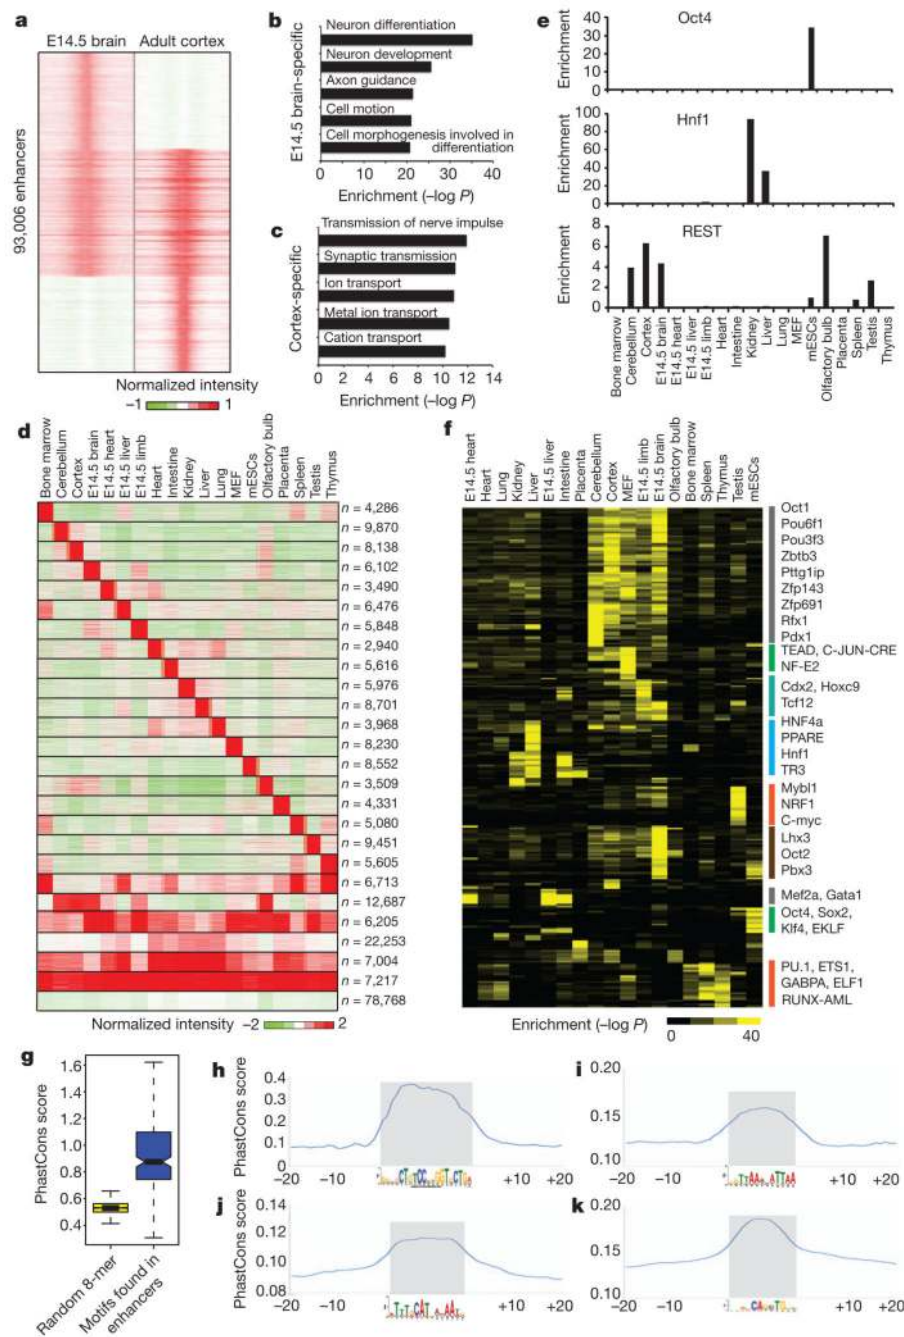 a
E14.5 brain Adult cortex
93,006 enhancers
Normalized intensity
−1 1
b
E14.5 brain-specific
Neuron differentiation
Neuron development
Axon guidance
Cell motion
Cell morphogenesis involved in
differentiation
0 10 20 30 40
Enrichment (–log P)
c
Cortex-specific
Transmission of nerve impulse
Synaptic transmission
Ion transport
Metal ion transport
Cation transport
0 2 4 6 8 10 12 14
Enrichment (–log P)
e
Oct4
Enrichment
40
30
20
10
0
Hnf1
Enrichment
100
80
60
40
20
0
REST
Enrichment
8
6
4
2
0
Bone marrow
Cerebellum
Cortex
E14.5 brain
E14.5 heart
E14.5 liver
E14.5 limb
Heart
Intestine
Kidney
Liver
Lung
MEF
mESCs
Olfactory bulb
Placenta
Spleen
Testis
Thymus
d
Bone marrow
Cerebellum
Cortex
E14.5 brain
E14.5 heart
E14.5 liver
E14.5 limb
Heart
Intestine
Kidney
Liver
Lung
MEF
mESCs
Olfactory bulb
Placenta
Spleen
Testis
Thymus
n = 4,286
n = 9,870
n = 8,138
n = 6,102
n = 3,490
n = 6,476
n = 5,848
n = 2,940
n = 5,616
n = 5,976
n = 8,701
n = 3,968
n = 8,230
n = 8,552
n = 3,509
n = 4,331
n = 5,080
n = 9,451
n = 5,605
n = 6,713
n = 12,687
n = 6,205
n = 22,253
n = 7,004
n = 7,217
n = 78,768
Normalized intensity −2 2
f
E14.5 heart
Heart
Lung
Kidney
Liver
E14.5 liver
Intestine
Placenta
Cerebellum
Cortex
MEF
E14.5 limb
E14.5 brain
Olfactory bulb
Bone marrow
Spleen
Thymus
Testis
mESCs
Oct1
Pou6f1
Pou3f3
Zbtb3
Pttg1ip
Zfp143
Zfp691
Rfx1
Pdx1
TEAD, C-JUN-CRE
NF-E2
Cdx2, Hoxc9
Tcf12
HNF4a
PPARE
Hnf1
TR3
Mybl1
NRF1
C-myc
Lhx3
Oct2
Pbx3
Mef2a, Gata1
Oct4, Sox2,
Klf4, EKLF
PU.1, ETS1,
GABPA, ELF1
RUNX-AML
Enrichment (–log P)
0 40
g
PhastCons score
1.6
1.4
1.2
1.0
0.8
0.6
0.4
Random 8-mer
Motifs found in
enhancers
h
PhastCons score
0.4
0.3
0.2
0.1
0
−20 −10 +10 +20
i
0.20
0.15
0.10
−20 −10 +10 +20
j
PhastCons score
0.14
0.12
0.10
0.08
−20 −10 +10 +20
k
0.20
0.15
0.10
−20 −10 +10 +20